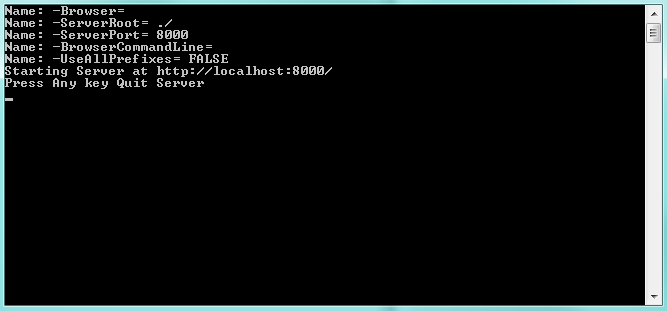 Name: -Browser=
Name: -ServerRoot= ./
Name: -ServerPort= 8000
Name: -BrowserCommandLine=
Name: -UseAllPrefixes= FALSE
Starting Server at http://localhost:8000/
Press Any key Quit Server